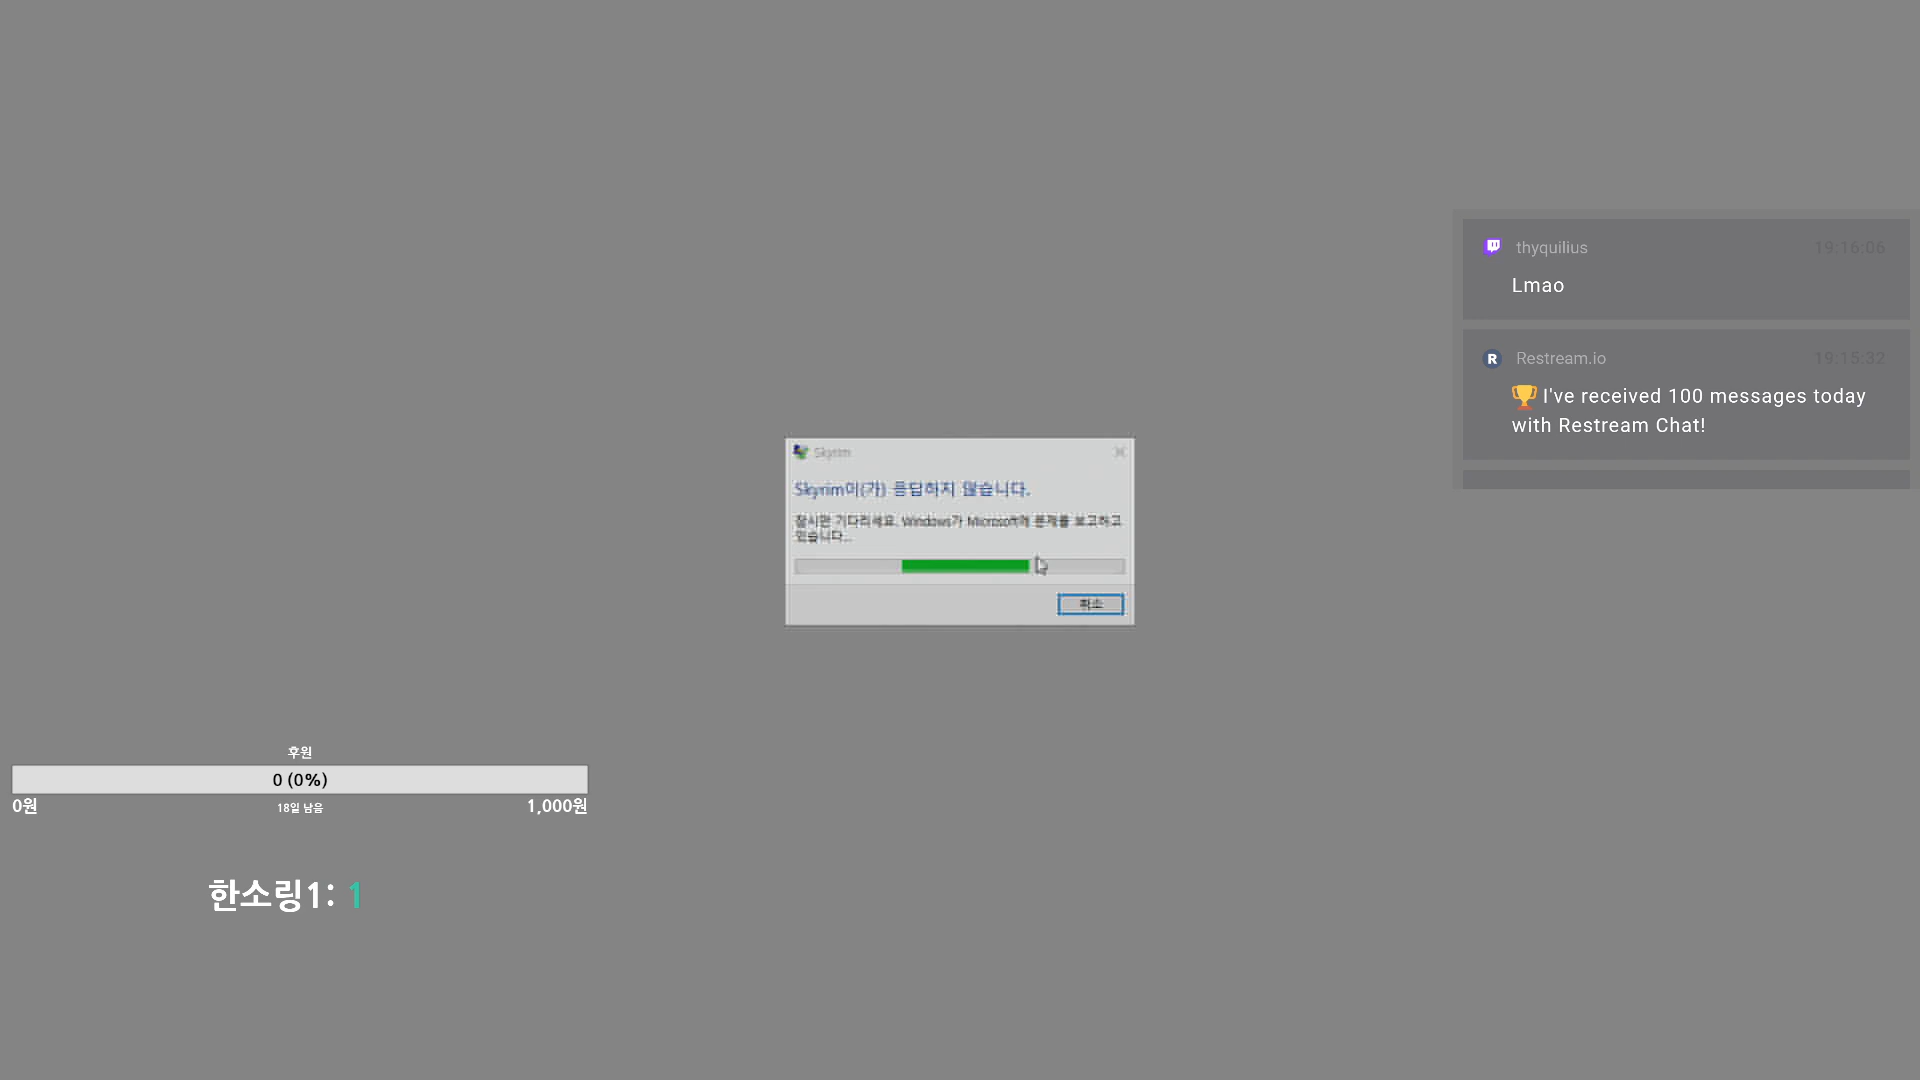 thyquilius 19:16:06
Lmao
Restream.io 19:15:32
I've received 100 messages today
with Restream Chat!
Skyrim
Skyrim이(가) 응답하지 않습니다.
잠시만 기다리세요. Windows가 Microsoft에 문제를 보고하고
있습니다...
취소
후원
0 (0%)
0원 18일 남음 1,000원
한소링1: 1